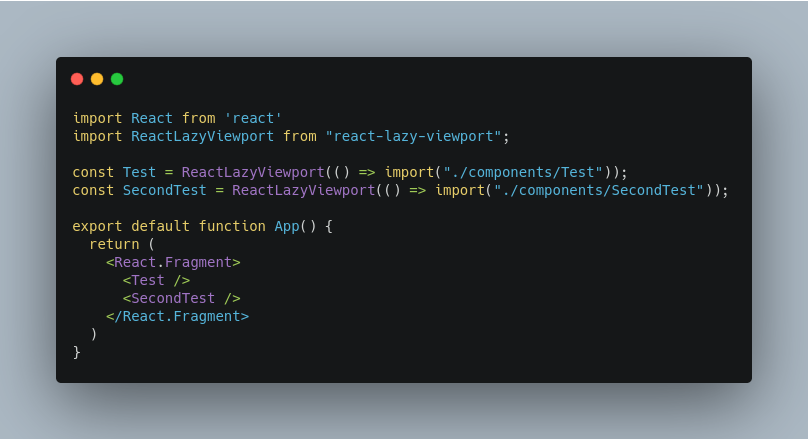 import React from 'react'
import ReactLazyViewport from "react-lazy-viewport";

const Test = ReactLazyViewport(() => import("./components/Test"));
const SecondTest = ReactLazyViewport(() => import("./components/SecondTest"));

export default function App() {
  return (
    <React.Fragment>
      <Test />
      <SecondTest />
    </React.Fragment>
  )
}